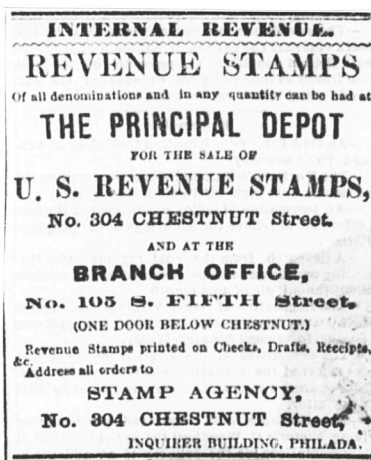 INTERNAL REVENUE.
REVENUE STAMPS
Of all denominations and in any quantity can be had at
THE PRINCIPAL DEPOT
FOR THE SALE OF
U. S. REVENUE STAMPS,
No. 304 CHESTNUT Street.
AND AT THE
BRANCH OFFICE,
No. 105 S. FIFTH Street,
(ONE DOOR BELOW CHESTNUT.)
Revenue Stamps printed on Checks, Drafts, Receipts,
&c.
Address all orders to
STAMP AGENCY,
No. 304 CHESTNUT Street,
INQUIRER BUILDING, PHILADA.